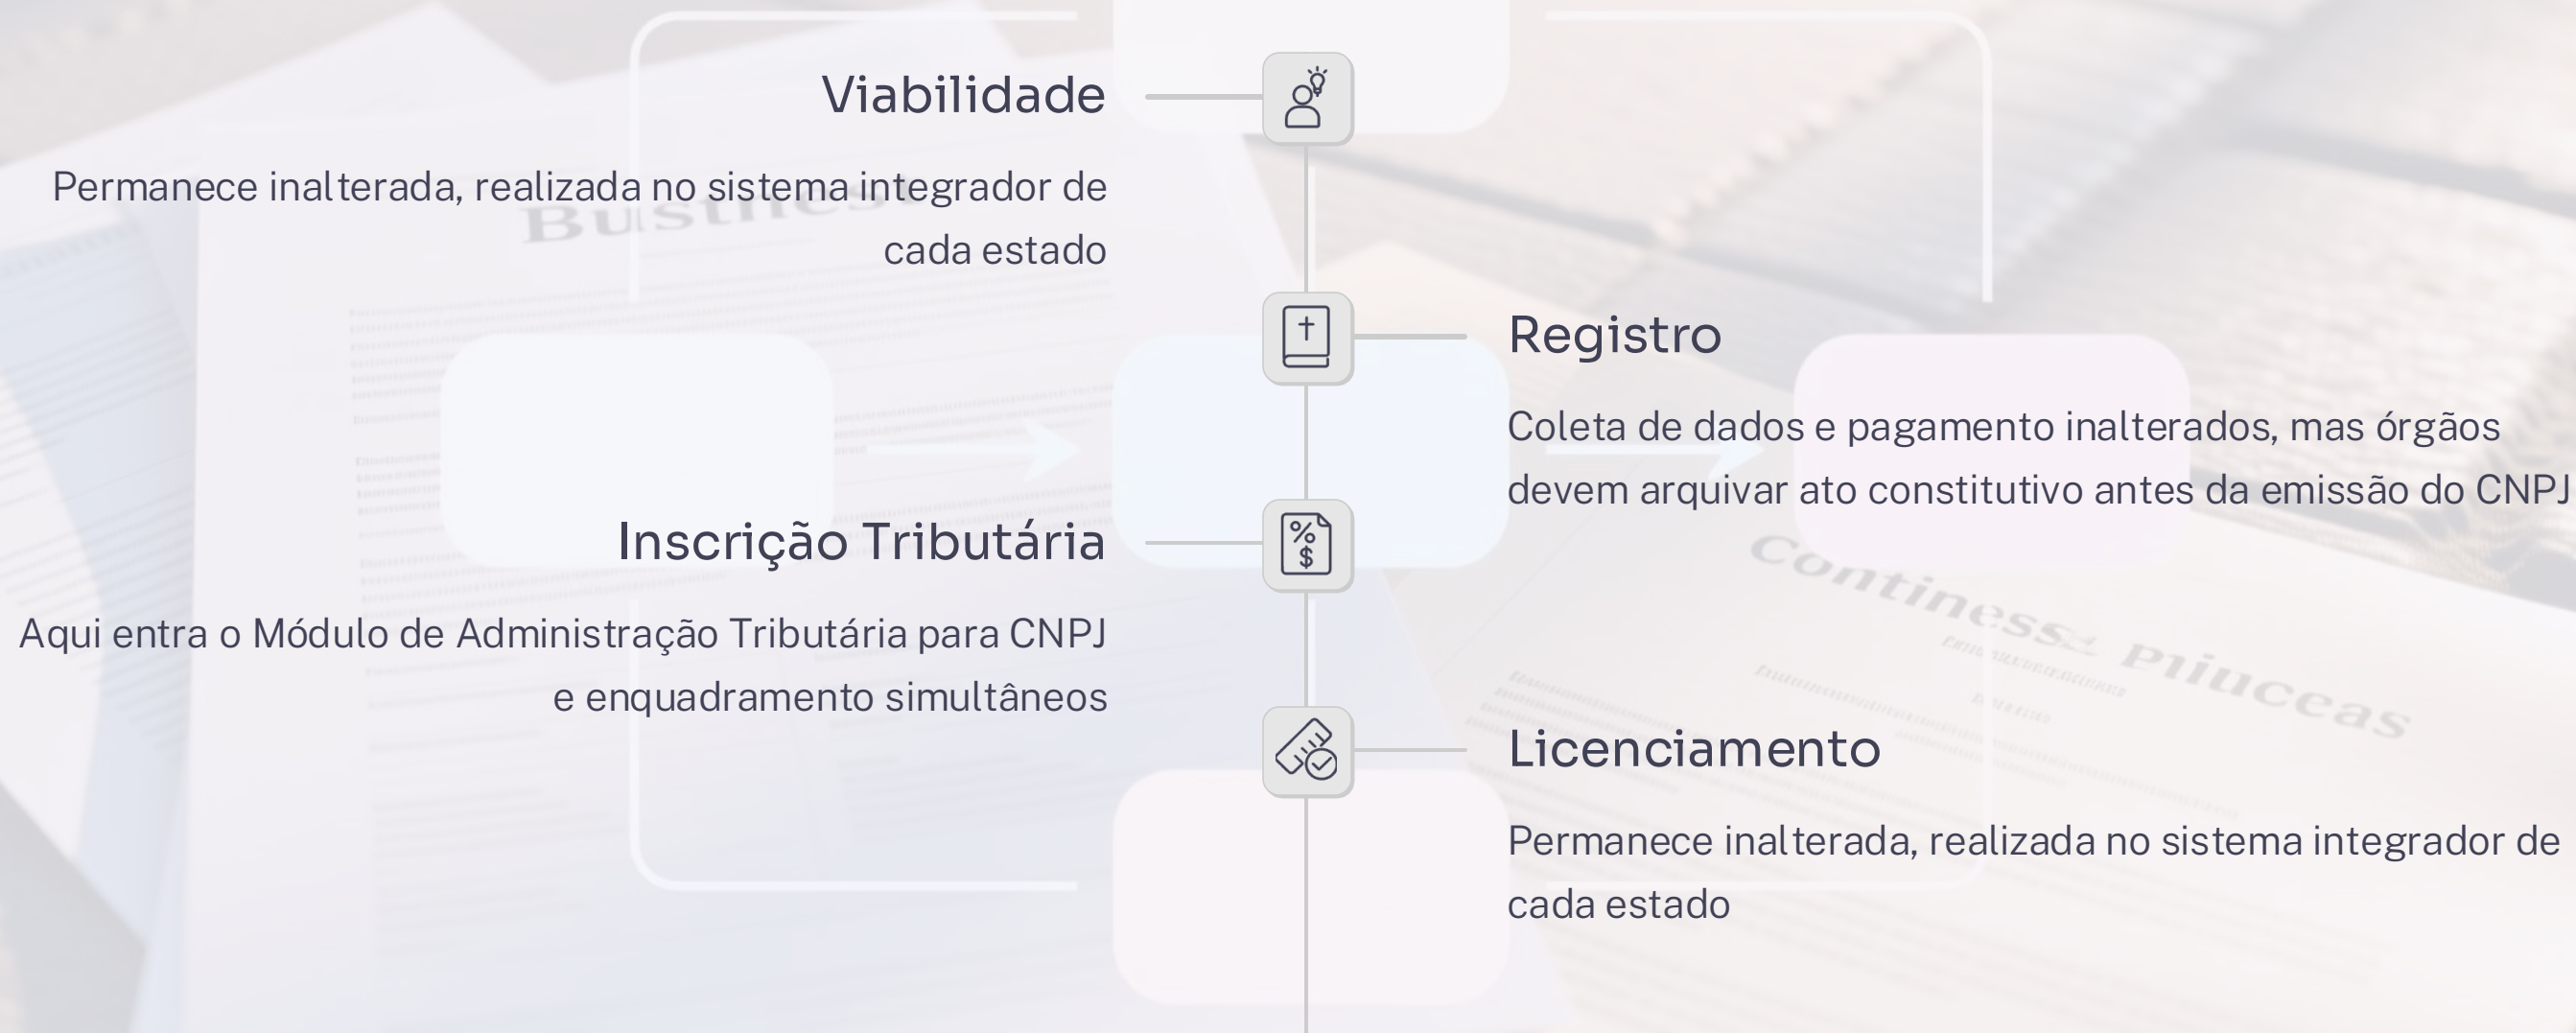 Viabilidade
Permanece inalterada, realizada no sistema integrador de
cada estado
Registro
Coleta de dados e pagamento inalterados, mas órgãos
devem arquivar ato constitutivo antes da emissão do CNPJ
Inscrição Tributária
Aqui entra o Módulo de Administração Tributária para CNPJ
e enquadramento simultâneos
Licenciamento
Permanece inalterada, realizada no sistema integrador de
cada estado